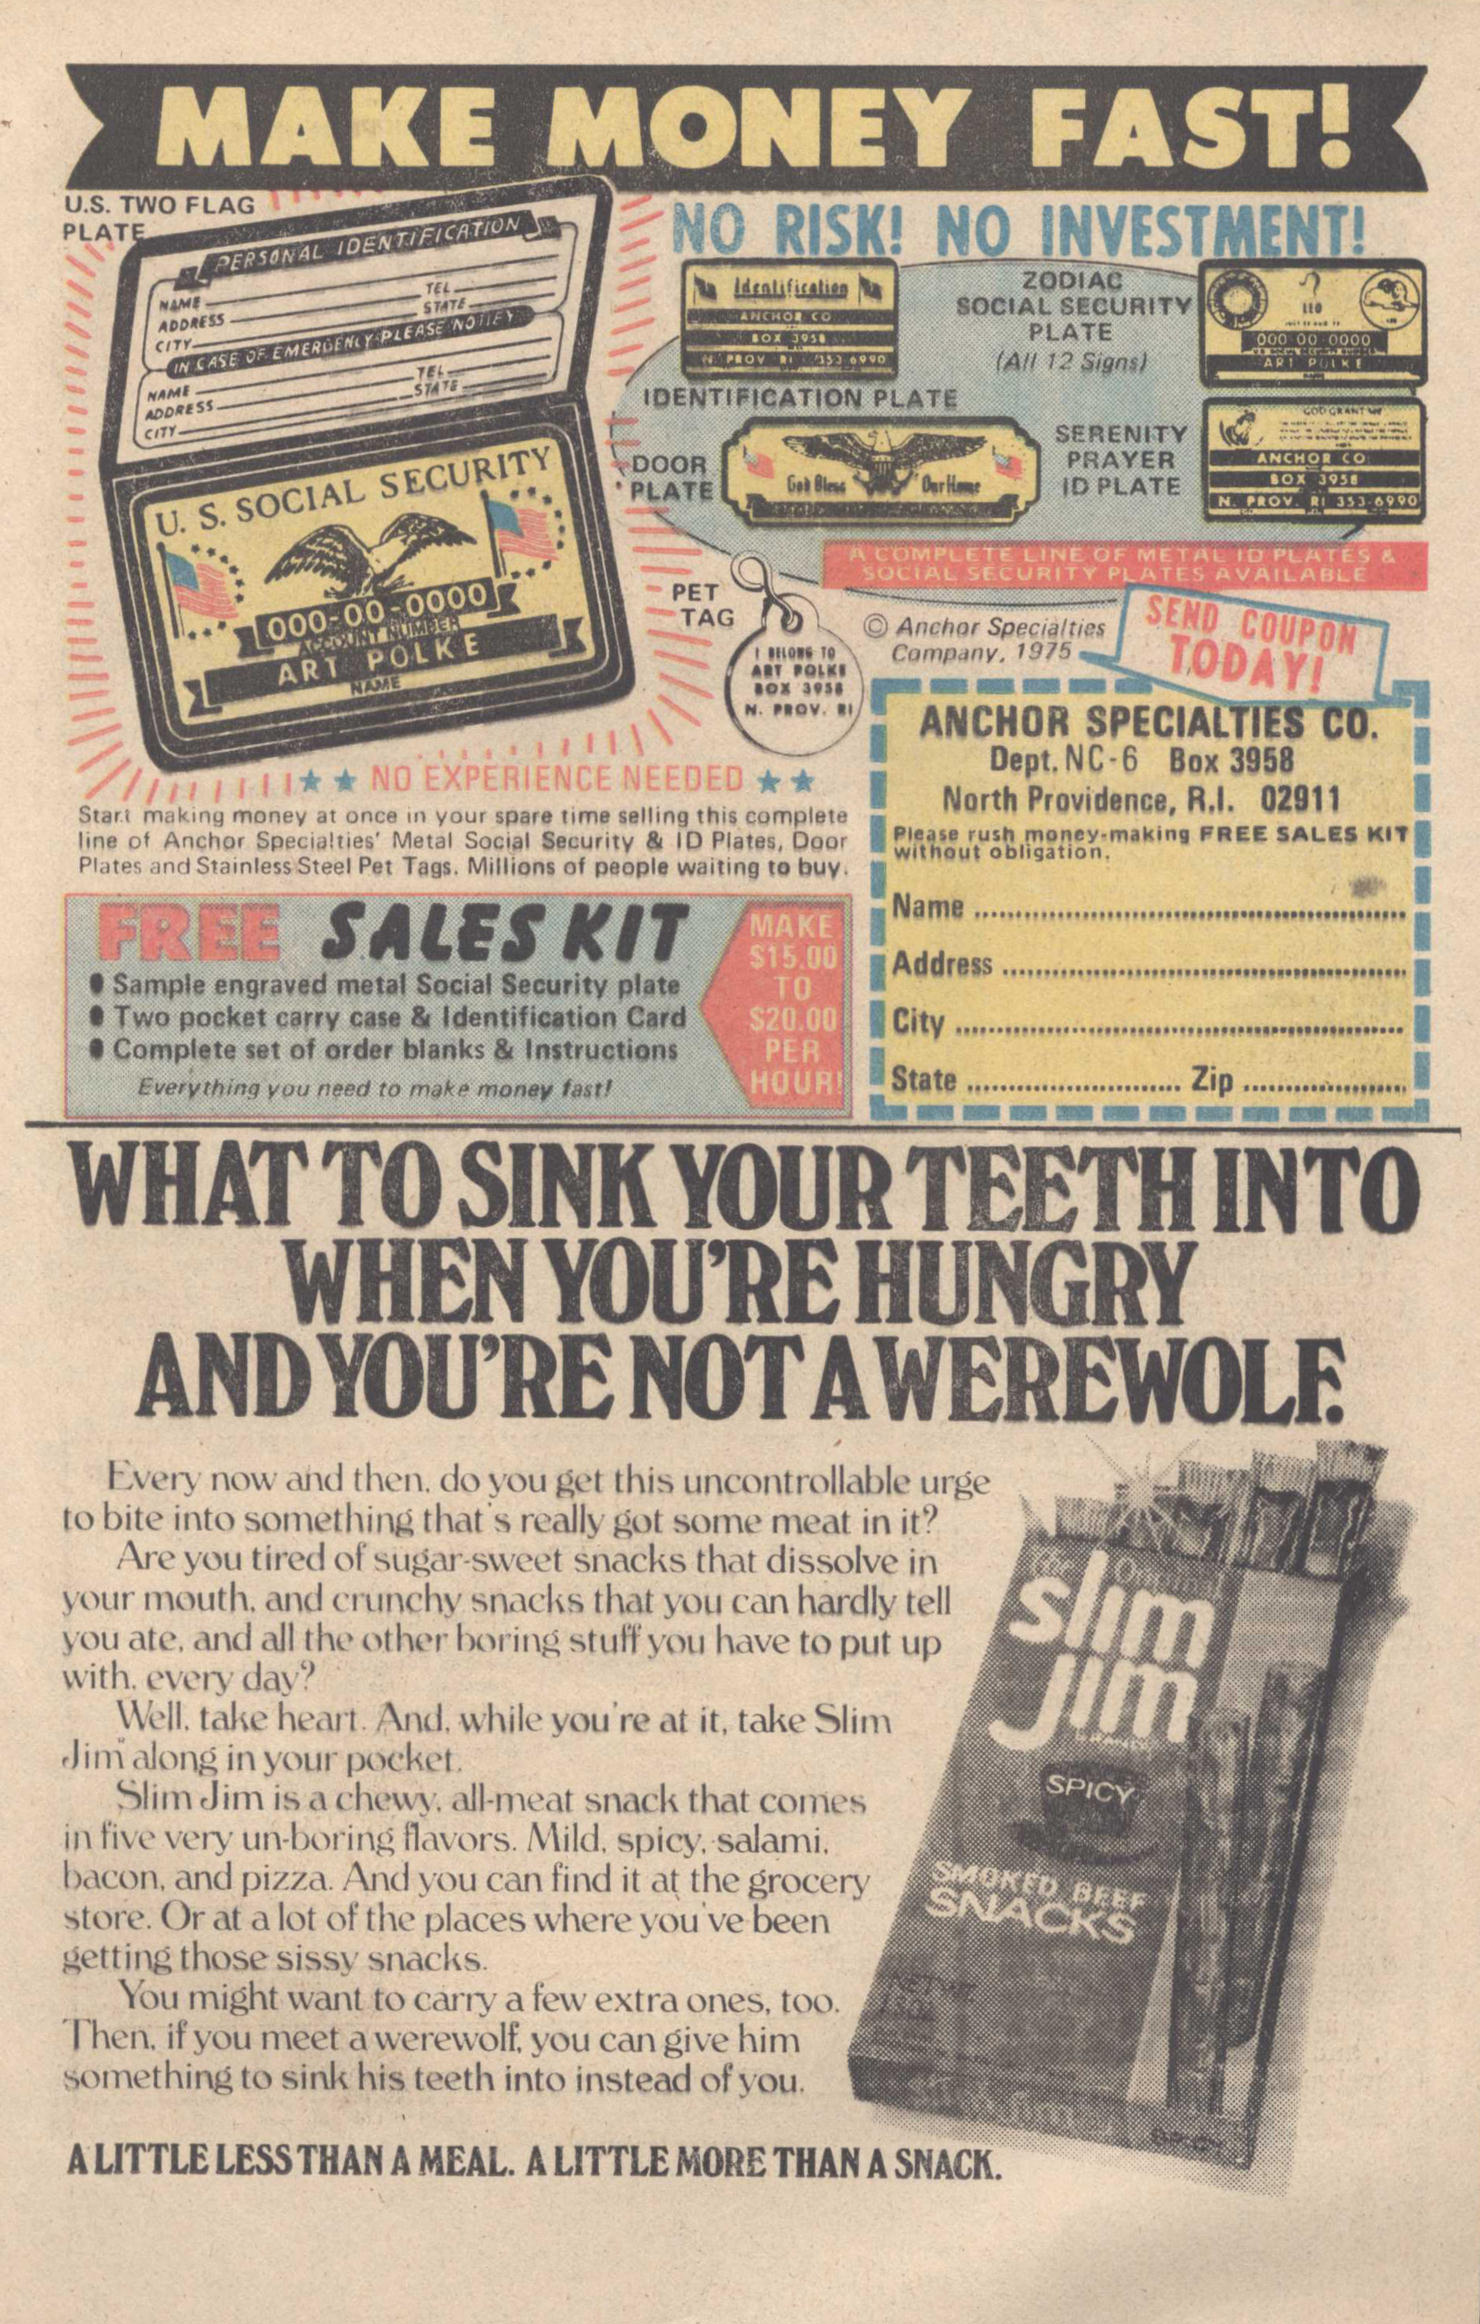 MAKE MONEY FAST!
U.S. TWO FLAG
PLATE
PERSONAL IDENTIFICATION
NAME
TEL.
ADDRESS
STATE
CITY
IN CASE OF EMERGENCY PLEASE NOTIFY
NAME
TEL.
ADDRESS
STATE
CITY
U. S. SOCIAL SECURITY
000-00-0000
ACCOUNT NUMBER
ART POLKE
NAME
NO RISK! NO INVESTMENT!
Identification
ANCHOR CO
BOX 3958
N. PROV RI 353 6990
IDENTIFICATION PLATE
ZODIAC
SOCIAL SECURITY
PLATE
(All 12 Signs)
LEO
000 00 0000
ART POLKE
DOOR
PLATE
God Bless Our Home
SERENITY
PRAYER
ID PLATE
GOD GRANT ME
ANCHOR CO
BOX 3958
N. PROV. RI 353-6990
A COMPLETE LINE OF METAL ID PLATES &
SOCIAL SECURITY PLATES AVAILABLE
PET
TAG
I BELONG TO
ART POLKE
BOX 3958
N. PROV. RI
© Anchor Specialties
Company, 1975
SEND COUPON
TODAY!
★ ★ NO EXPERIENCE NEEDED ★ ★
Start making money at once in your spare time selling this complete
line of Anchor Specialties' Metal Social Security & ID Plates, Door
Plates and Stainless Steel Pet Tags. Millions of people waiting to buy.
FREE SALES KIT
● Sample engraved metal Social Security plate
● Two pocket carry case & Identification Card
● Complete set of order blanks & Instructions
Everything you need to make money fast!
MAKE
$15.00
TO
$20.00
PER
HOUR!
ANCHOR SPECIALTIES CO.
Dept. NC-6 Box 3958
North Providence, R.I. 02911
Please rush money-making FREE SALES KIT
without obligation.
Name
Address
City
State Zip
WHAT TO SINK YOUR TEETH INTO
WHEN YOU'RE HUNGRY
AND YOU'RE NOT A WEREWOLF.
Every now and then, do you get this uncontrollable urge
to bite into something that's really got some meat in it?
Are you tired of sugar-sweet snacks that dissolve in
your mouth, and crunchy snacks that you can hardly tell
you ate, and all the other boring stuff you have to put up
with, every day?
Well, take heart. And, while you're at it, take Slim
Jim along in your pocket.
Slim Jim is a chewy, all-meat snack that comes
in five very un-boring flavors. Mild, spicy, salami,
bacon, and pizza. And you can find it at the grocery
store. Or at a lot of the places where you've been
getting those sissy snacks.
You might want to carry a few extra ones, too.
Then, if you meet a werewolf, you can give him
something to sink his teeth into instead of you.
slim
jim
SPICY
SMOKED BEEF
SNACKS
A LITTLE LESS THAN A MEAL. A LITTLE MORE THAN A SNACK.